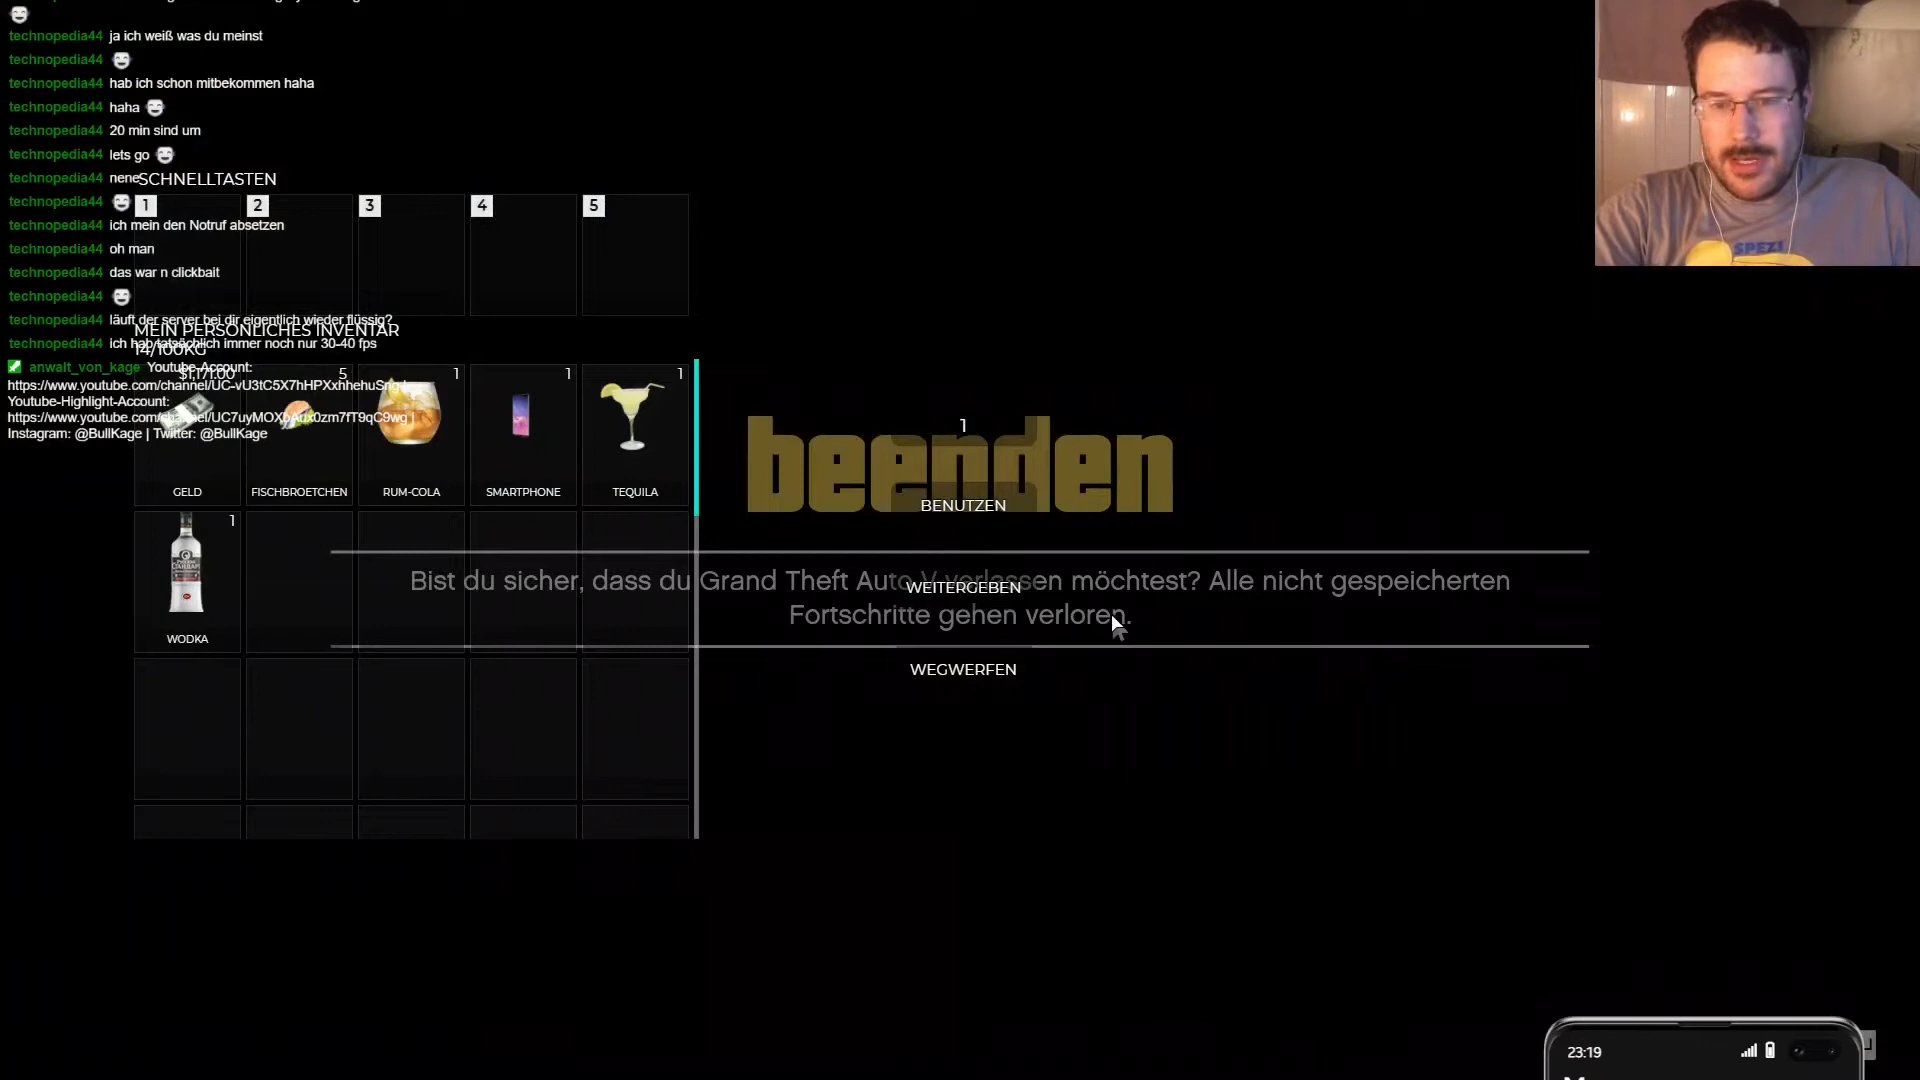 technopedia44 ja ich weiß was du meinst
technopedia44
technopedia44 hab ich schon mitbekommen haha
technopedia44 haha
technopedia44 20 min sind um
technopedia44 lets go
technopedia44 nene
technopedia44
technopedia44 ich mein den Notruf absetzen
technopedia44 oh man
technopedia44 das war n clickbait
technopedia44
technopedia44 läuft der server bei dir eigentlich wieder flüssig?
technopedia44 ich hab tatsächlich immer noch nur 30-40 fps
anwalt_von_kage Youtube-Account:
Youtube-Highlight-Account:
Instagram: @BullKage | Twitter: @BullKage
SCHNELLTASTEN
1 2 3 4 5
MEIN PERSÖNLICHES INVENTAR
14/100KG
$1,171.00 5 1 1 1
GELD FISCHBROETCHEN RUM-COLA SMARTPHONE TEQUILA
1
WODKA
beenden
Bist du sicher, dass du Grand Theft Auto V verlassen möchtest? Alle nicht gespeicherten
Fortschritte gehen verloren.
1
BENUTZEN
WEITERGEBEN
WEGWERFEN
SPEZI
23:19